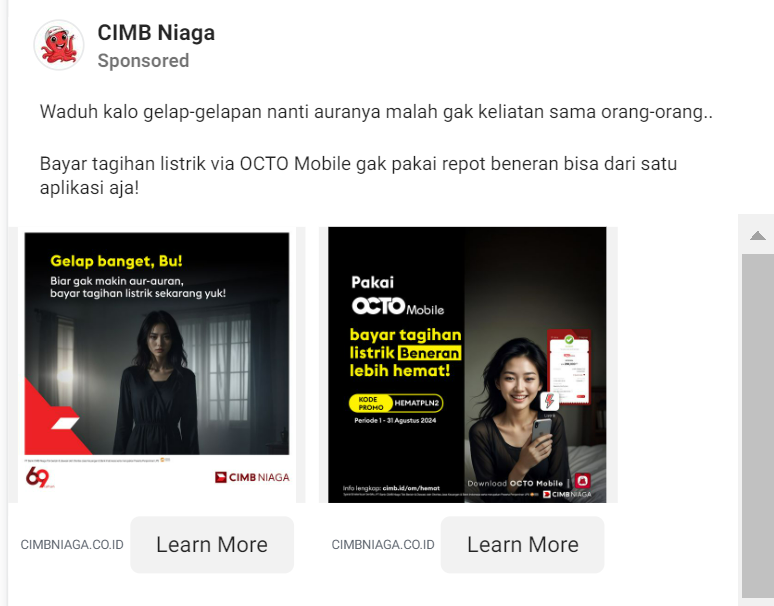 CIMB Niaga
Sponsored
Waduh kalo gelap-gelapan nanti auranya malah gak keliatan sama orang-orang..
Bayar tagihan listrik via OCTO Mobile gak pakai repot beneran bisa dari satu
aplikasi aja!
Gelap banget, Bu!
Biar gak makin aur-auran,
bayar tagihan listrik sekarang yuk!
69
CIMB NIAGA
Pakai
OCTO Mobile
bayar tagihan
listrik Beneran
lebih hemat!
KODE
PROMO
HEMATPLN2
Periode 1 - 31 Agustus 2024
Info lengkap: cimb.id/om/hemat
Download OCTO Mobile
CIMB NIAGA
CIMBNIAGA.CO.ID
Learn More
CIMBNIAGA.CO.ID
Learn More